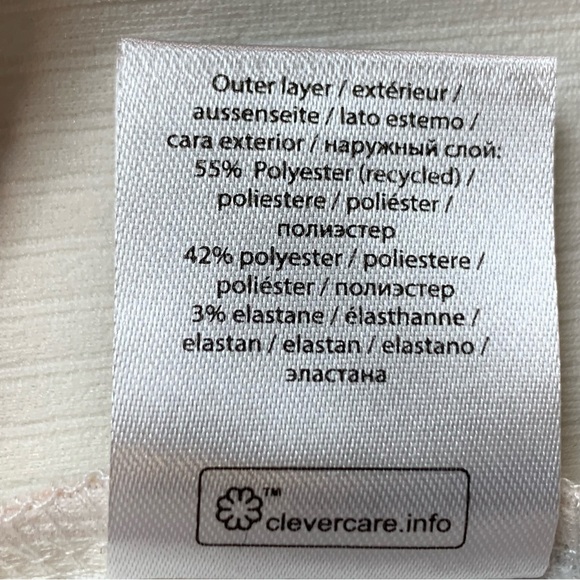 Outer layer / extérieur /
aussenseite / lato estemo /
cara exterior / наружный слой:
55% Polyester (recycled) /
poliestere / poliéster /
полиэстер
42% polyester / poliestere /
poliéster / полиэстер
3% elastane / élasthanne /
elastan / elastan / elastano /
эластана
TM
clevercare.info